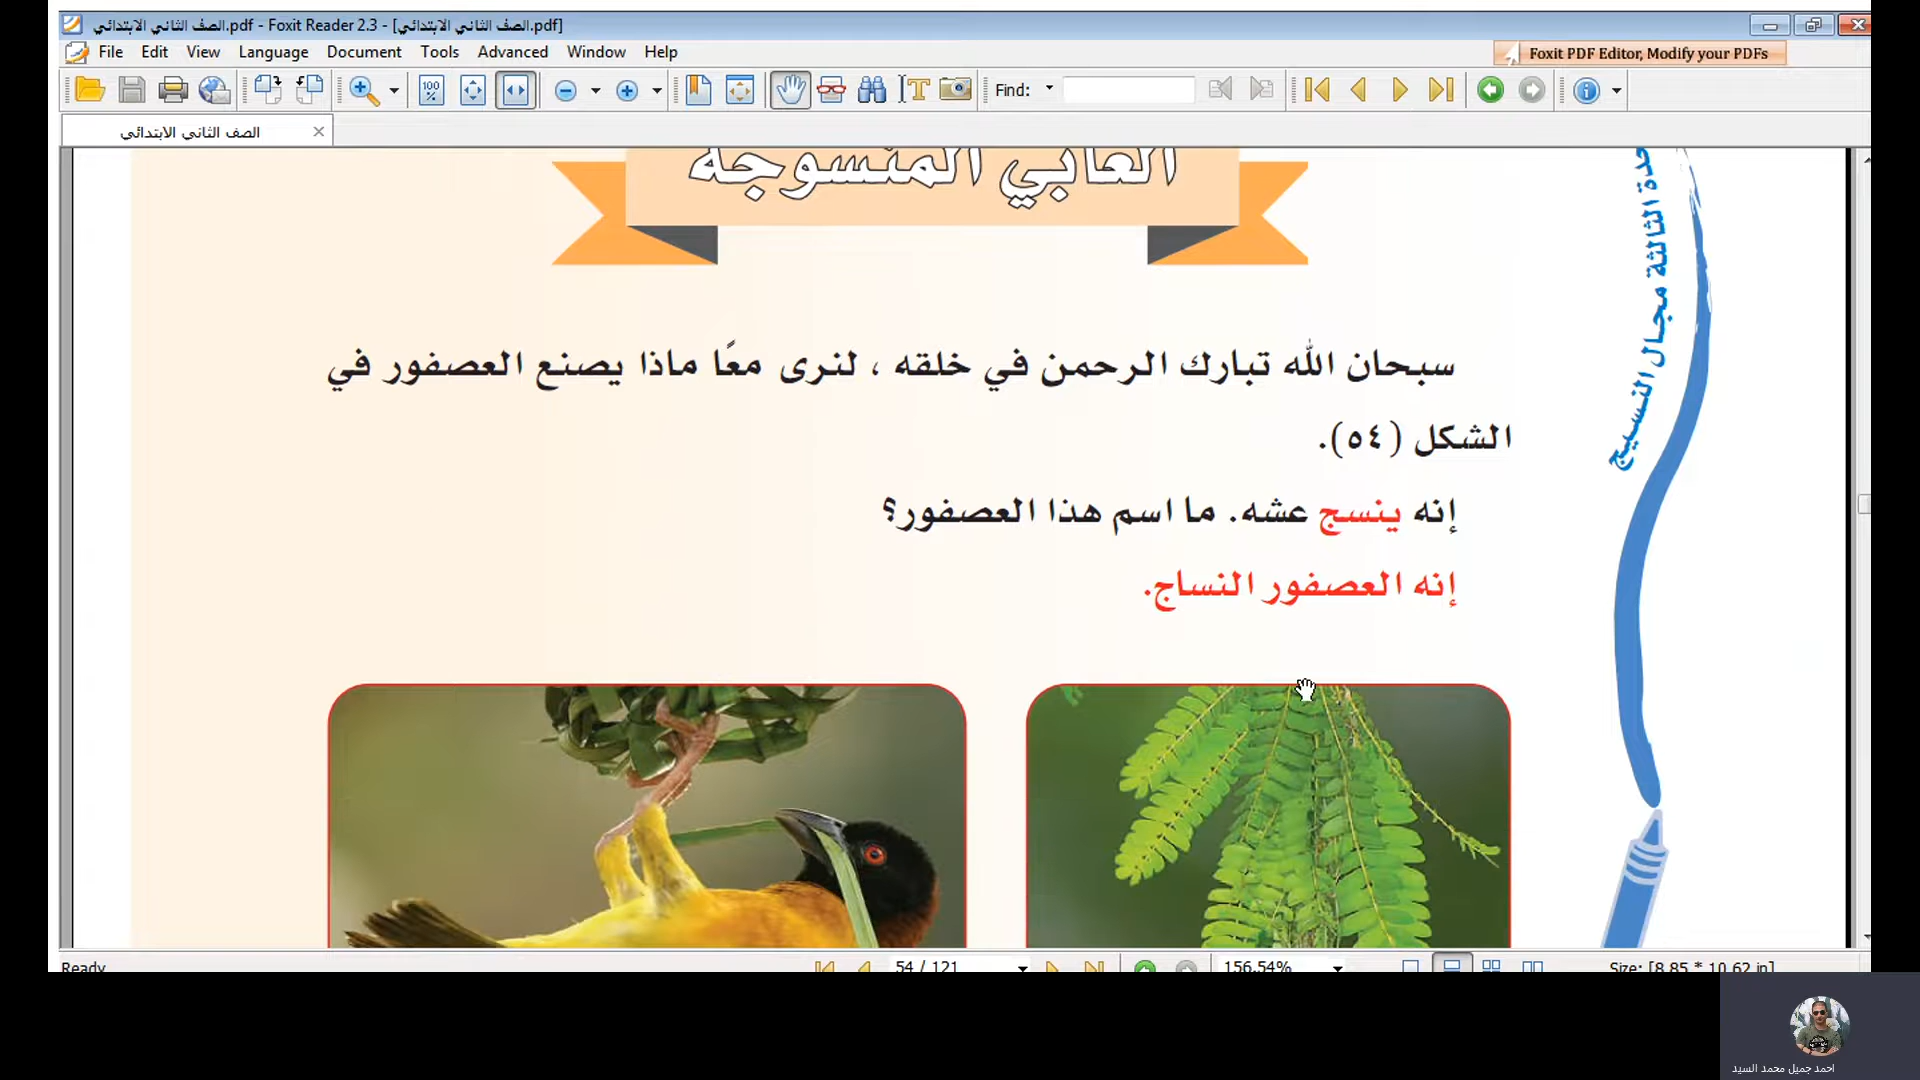 الصف الثاني الابتدائي.pdf - Foxit Reader 2.3 - [الصف الثاني الابتدائي.pdf]
File Edit View Language Document Tools Advanced Window Help
Foxit PDF Editor, Modify your PDFs
Find:
الصف الثاني الابتدائي
ألعابي المنسوجة
سبحان الله تبارك الرحمن في خلقه ، لنرى معًا ماذا يصنع العصفور في
الشكل (٥٤).
إنه ينسج عشه. ما اسم هذا العصفور؟
إنه العصفور النساج.
حدة الثالثة مجال النسيج
Ready
54 / 121
156.54%
Size: [8.85 * 10.62 in]
احمد جميل محمد السيد